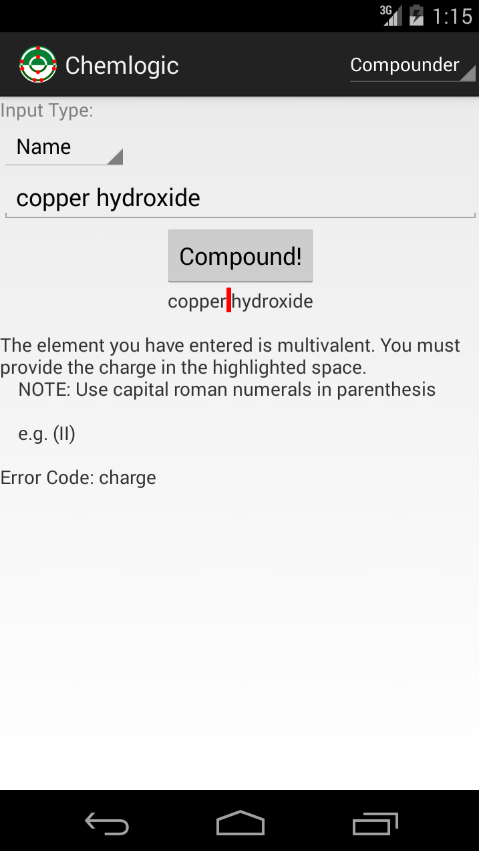 3G 1:15
Chemlogic Compounder
Input Type:
Name
copper hydroxide
Compound!
copper hydroxide
The element you have entered is multivalent. You must
provide the charge in the highlighted space.
NOTE: Use capital roman numerals in parenthesis
e.g. (II)
Error Code: charge